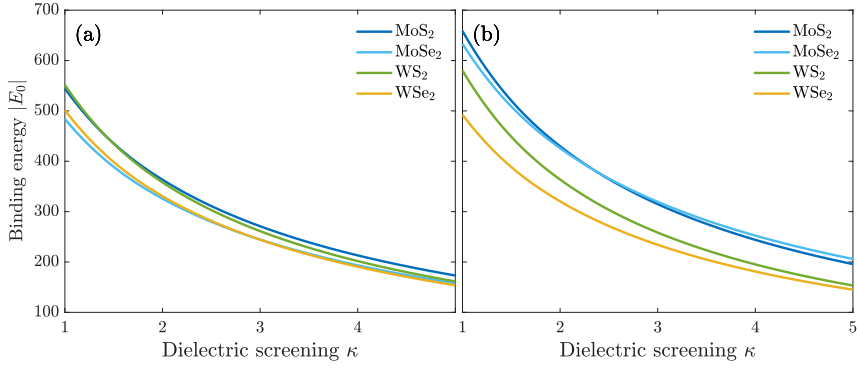 (a)
MoS₂
MoSe₂
WS₂
WSe₂
Binding energy |E₀|
700
600
500
400
300
200
100
1
2
3
4
Dielectric screening κ
(b)
MoS₂
MoSe₂
WS₂
WSe₂
1
2
3
4
5
Dielectric screening κ